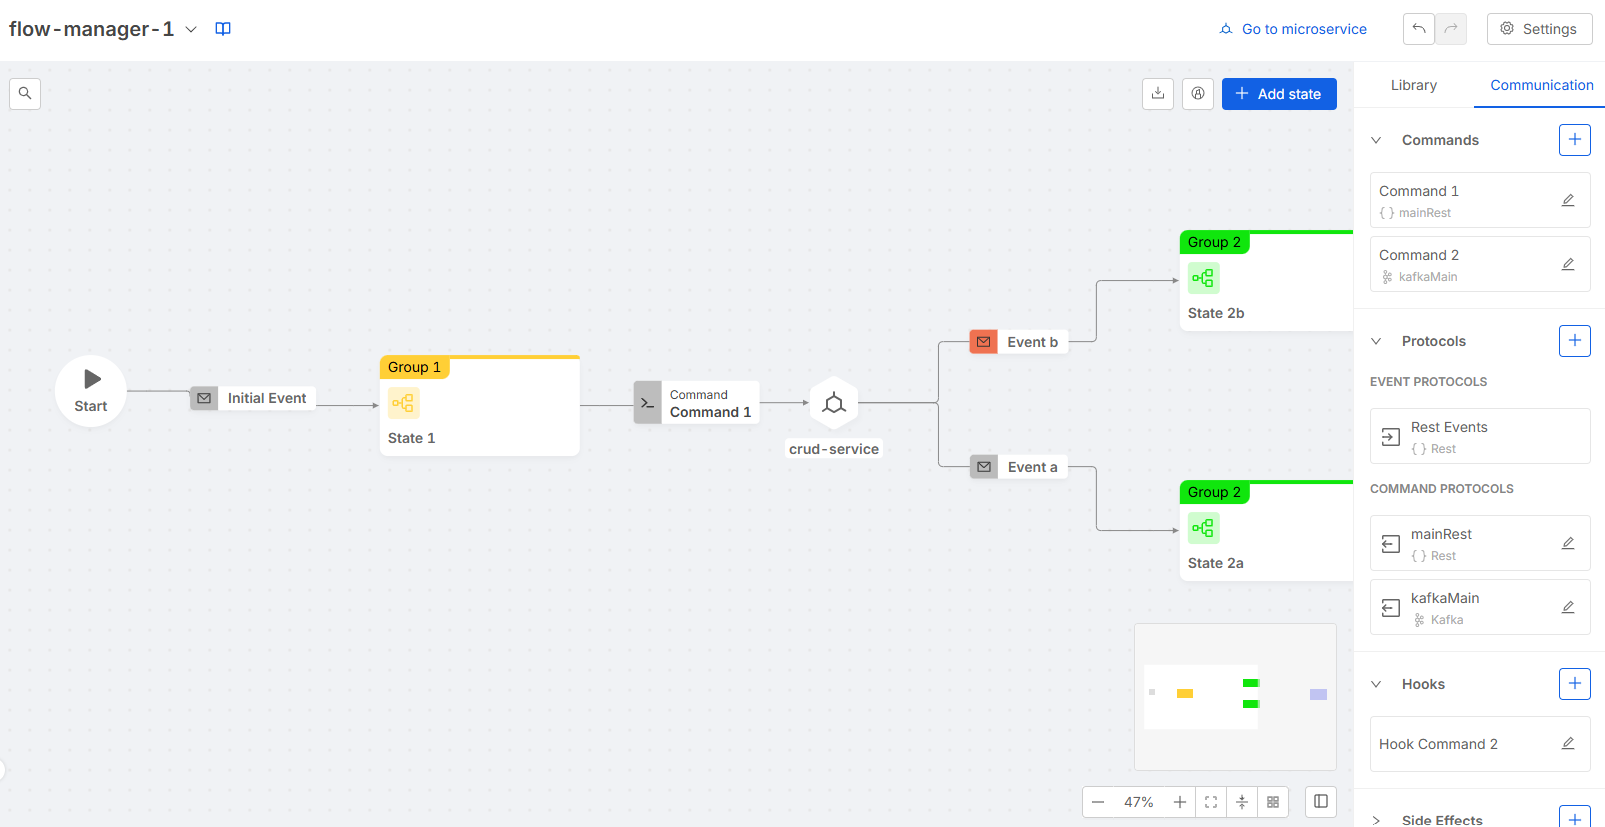 flow-manager-1
Go to microservice
Settings
Add state
Library
Communication
Start
Initial Event
Group 1
State 1
Command
Command 1
crud-service
Event b
Event a
Group 2
State 2b
Group 2
State 2a
47%
Commands
Command 1
{ } mainRest
Command 2
kafkaMain
Protocols
EVENT PROTOCOLS
Rest Events
{ } Rest
COMMAND PROTOCOLS
mainRest
{ } Rest
kafkaMain
Kafka
Hooks
Hook Command 2
Side Effects